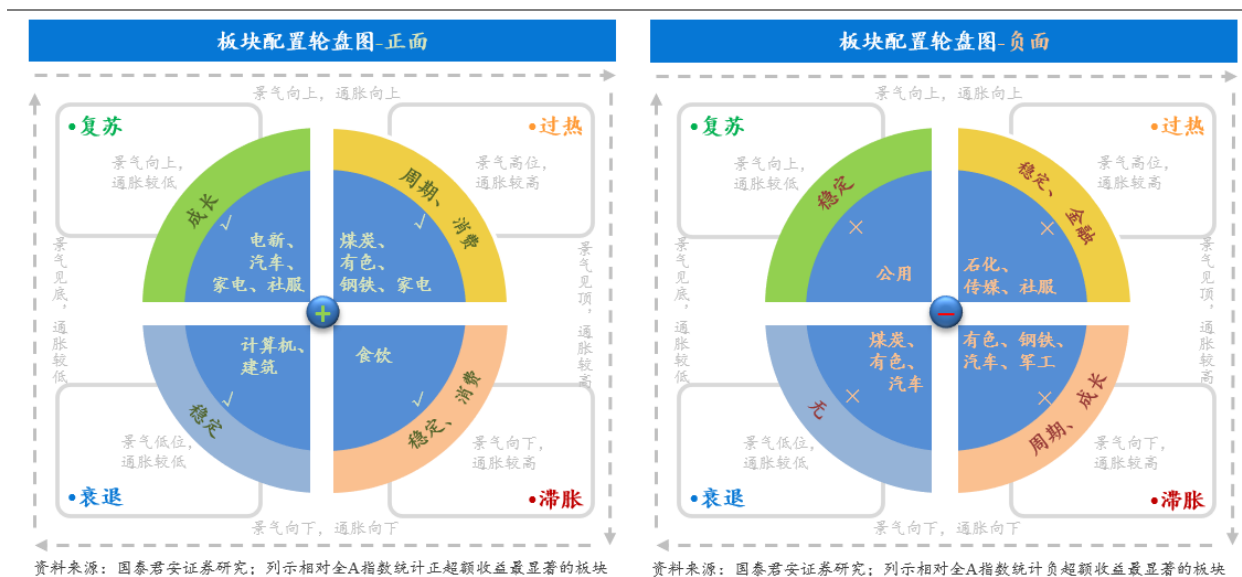 板块配置轮盘图-正面
景气向上，通胀向上
•复苏
•过热
景气向上，
通胀较低
景气高位，
通胀较高
成长
周期、消费
√
√
电新、
汽车、
家电、社服
煤炭、
有色、
钢铁、家电
景气见底，通胀较低
景气见顶，通胀较高
+
计算机、
建筑
食饮
√
√
稳定
稳定、消费
景气低位，
通胀较低
景气向下，
通胀较高
•衰退
•滞胀
景气向下，通胀向下
资料来源：国泰君安证券研究；列示相对全A指数统计正超额收益最显著的板块
板块配置轮盘图-负面
景气向上，通胀向上
•复苏
•过热
景气向上，
通胀较低
景气高位，
通胀较高
稳定
稳定、金融
×
×
公用
石化、
传媒、社服
景气见底，通胀较低
景气见顶，通胀较高
−
煤炭、
有色、
汽车
有色、钢铁、
汽车、军工
×
×
无
周期、成长
景气低位，
通胀较低
景气向下，
通胀较高
•衰退
•滞胀
景气向下，通胀向下
资料来源：国泰君安证券研究；列示相对全A指数统计负超额收益最显著的板块